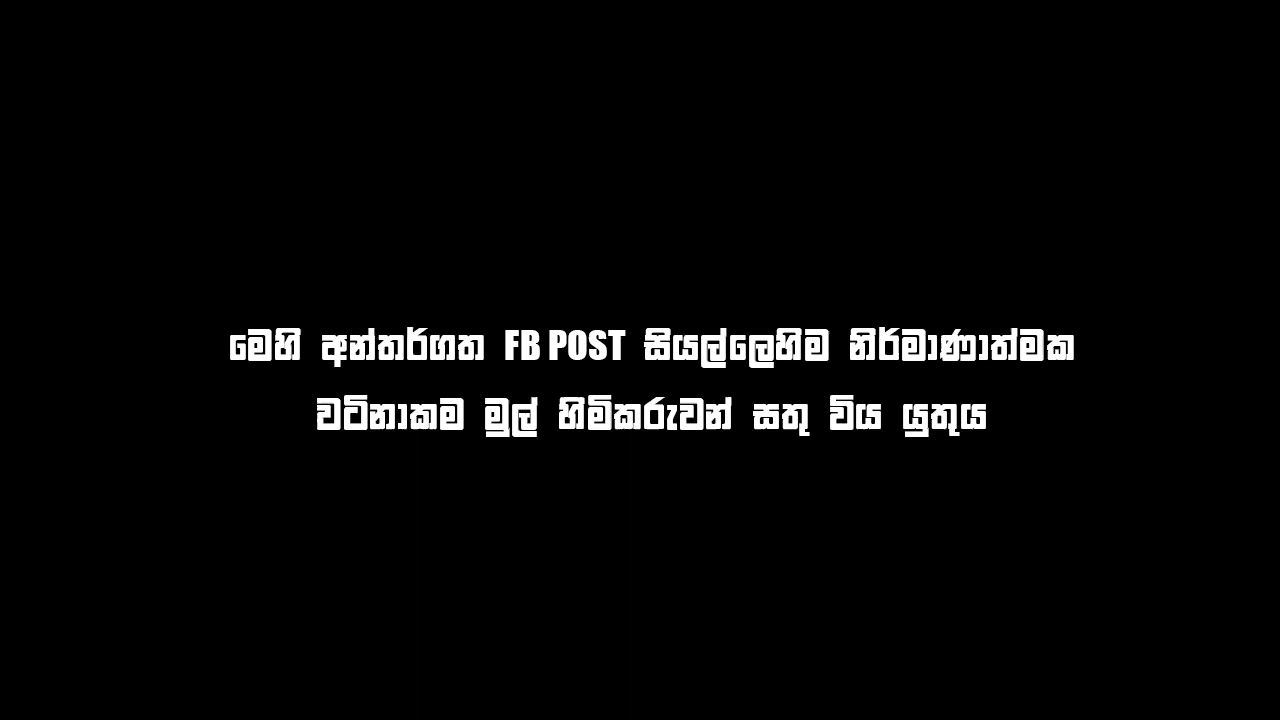 මෙහි අන්තර්ගත FB POST සියල්ලෙහිම නිර්මාණාත්මක
වටිනාකම මුල් හිමිකරුවන් සතු විය යුතුය